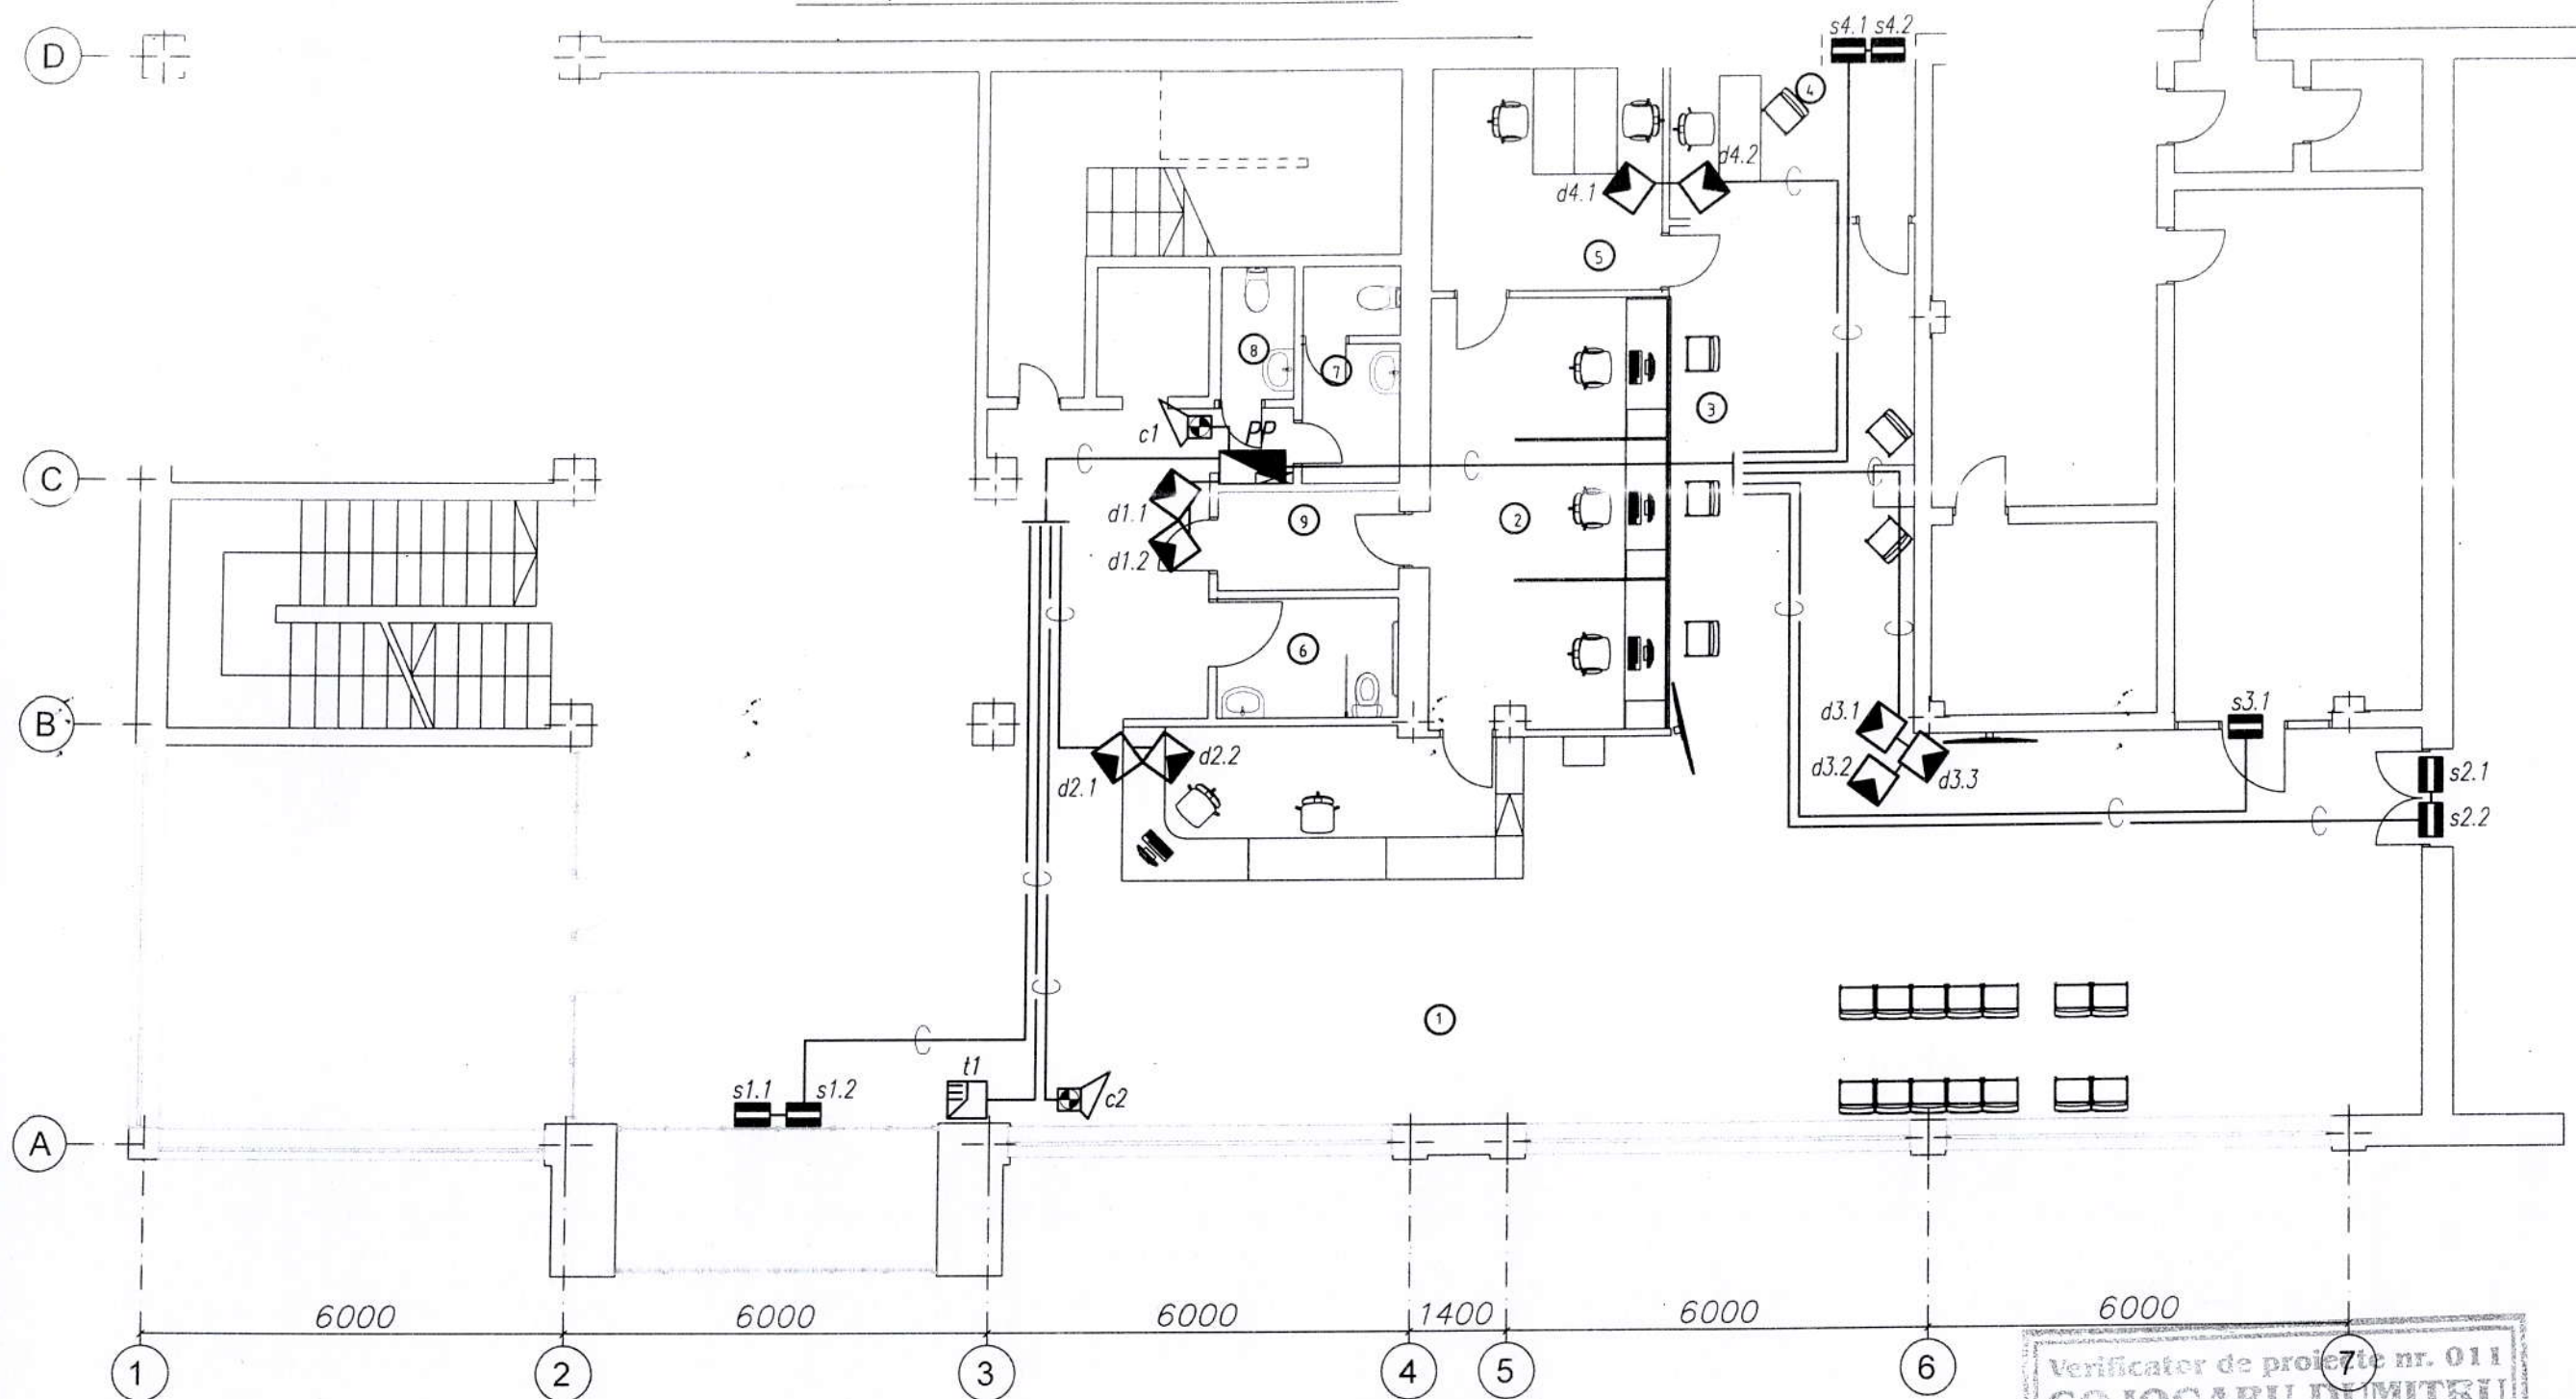 s4.1 s4.2
D
4
d4.2
d4.1
5
8
7
3
c1
pp
C
d1.1
9
2
d1.2
6
B
d3.1
s3.1
d2.2
d2.1
d3.2
d3.3
s2.1
s2.2
1
t1
s1.1 s1.2
c2
A
6000 6000 6000 1400 6000 6000
1 2 3 4 5 6 7
Verificator de proiecte nr. 011
COJOCARU DUMITRU